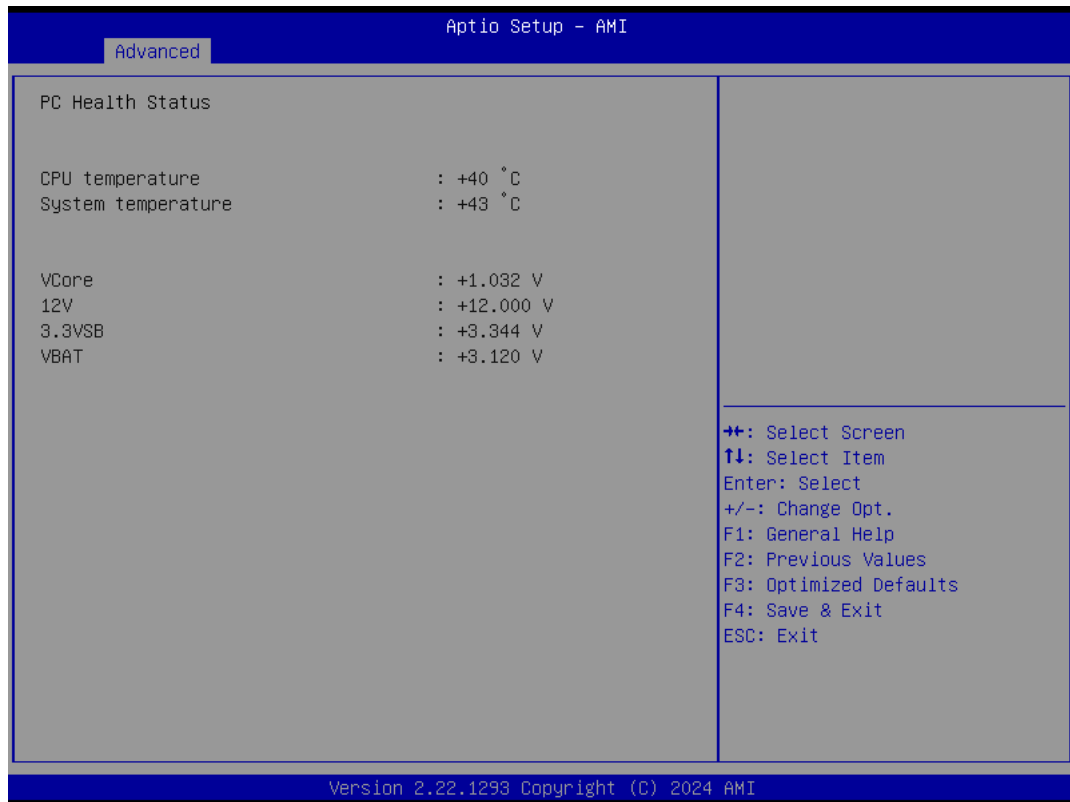 Aptio Setup – AMI
Advanced
PC Health Status
CPU temperature : +40 °C
System temperature : +43 °C
VCore : +1.032 V
12V : +12.000 V
3.3VSB : +3.344 V
VBAT : +3.120 V
→←: Select Screen
↑↓: Select Item
Enter: Select
+/-: Change Opt.
F1: General Help
F2: Previous Values
F3: Optimized Defaults
F4: Save & Exit
ESC: Exit
Version 2.22.1293 Copyright (C) 2024 AMI